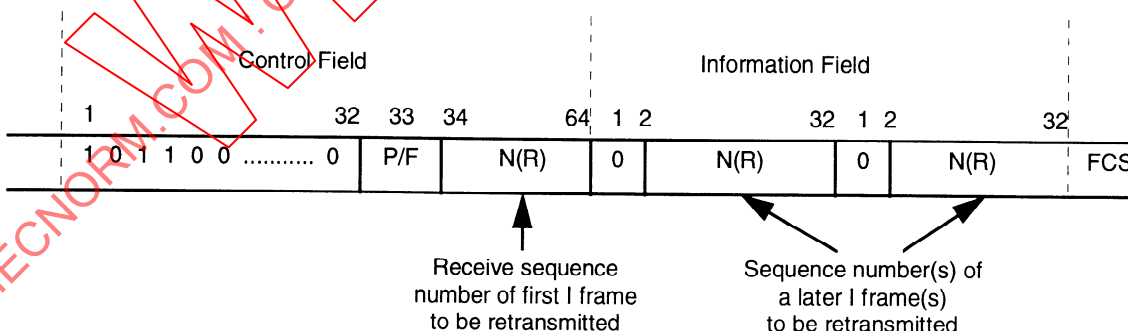 Control Field
Information Field
1 32 33 34 64 1 2 32 1 2 32
1 0 1 1 0 0 ........... 0 P/F N(R) 0 N(R) 0 N(R) FCS
Receive sequence
number of first I frame
to be retransmitted
Sequence number(s) of
a later I frame(s)
to be retransmitted
ECNORM.COM